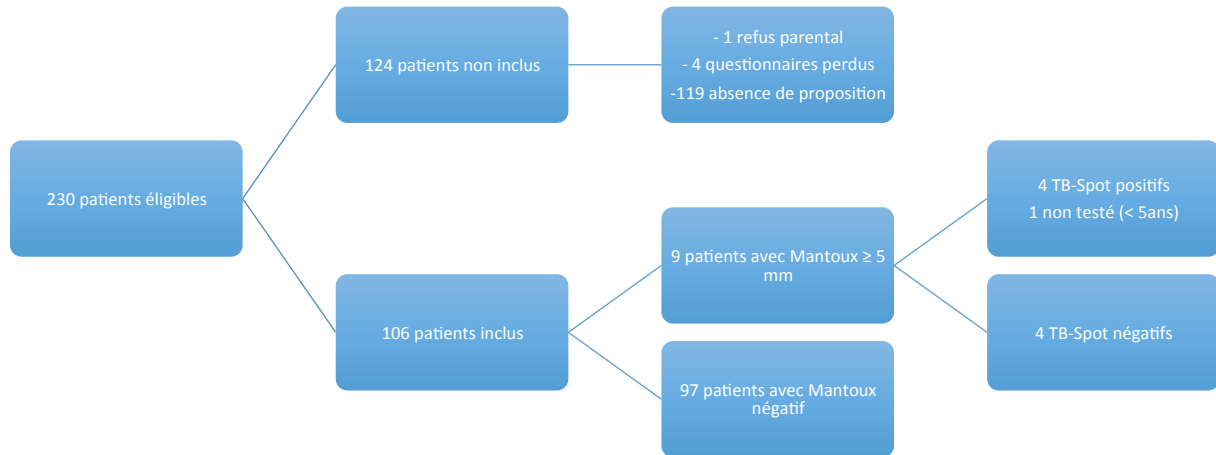 230 patients éligibles
124 patients non inclus
- 1 refus parental
- 4 questionnaires perdus
-119 absence de proposition
106 patients inclus
9 patients avec Mantoux ≥ 5
mm
4 TB-Spot positifs
1 non testé (< 5ans)
4 TB-Spot négatifs
97 patients avec Mantoux
négatif